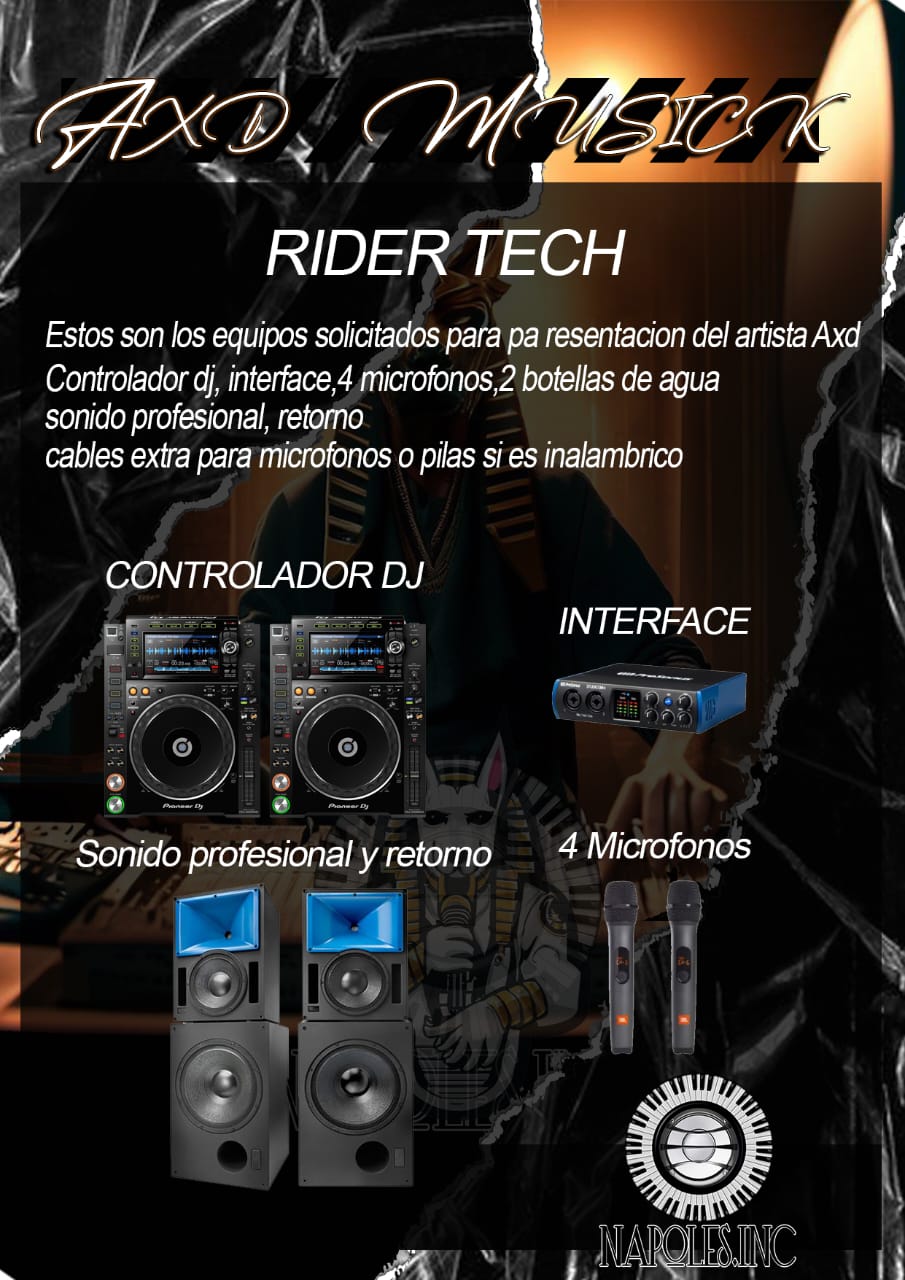 AXD MUSICK
RIDER TECH
Estos son los equipos solicitados para pa resentacion del artista Axd
Controlador dj, interface,4 microfonos,2 botellas de agua
sonido profesional, retorno
cables extra para microfonos o pilas si es inalambrico
CONTROLADOR DJ
INTERFACE
PreSonus
Pioneer Dj
Pioneer Dj
Sonido profesional y retorno
4 Microfonos
JBL
JBL
NAPOLES.INC